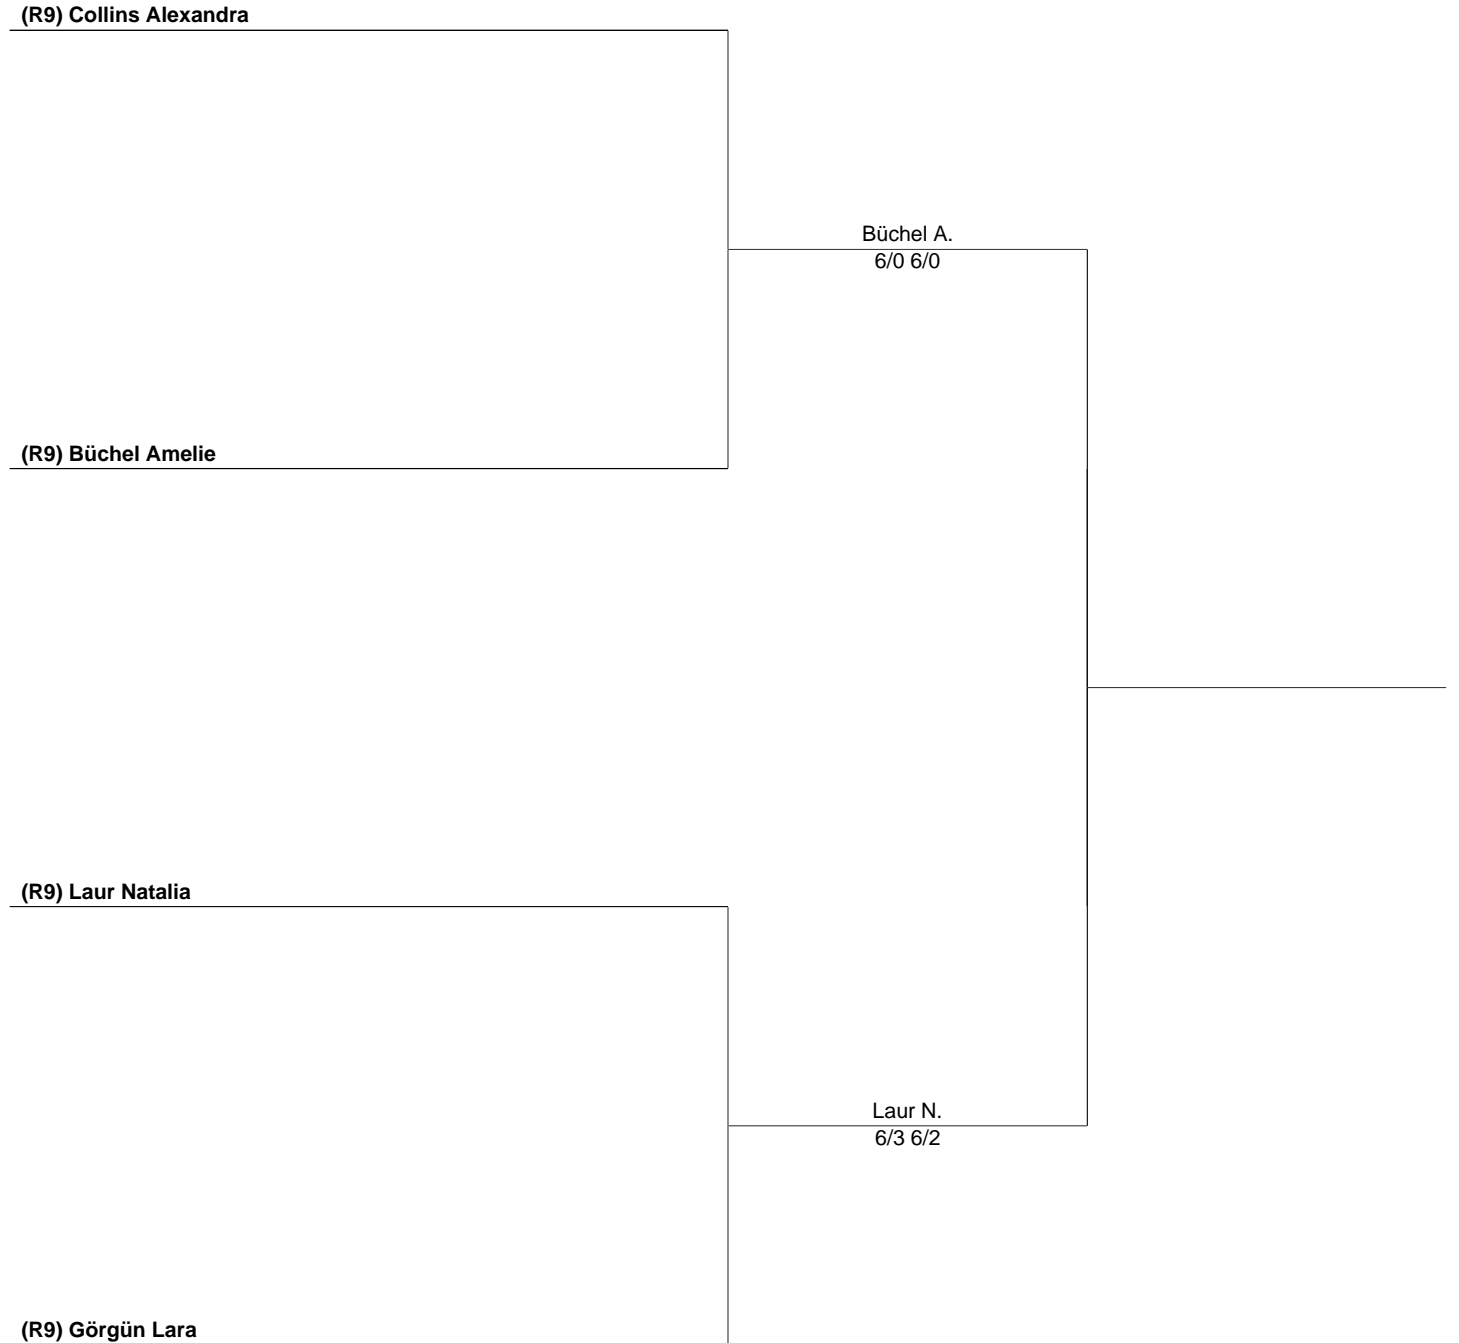 (R9) Collins Alexandra
Büchel A.
6/0 6/0
(R9) Büchel Amelie
(R9) Laur Natalia
Laur N.
6/3 6/2
(R9) Görgün Lara